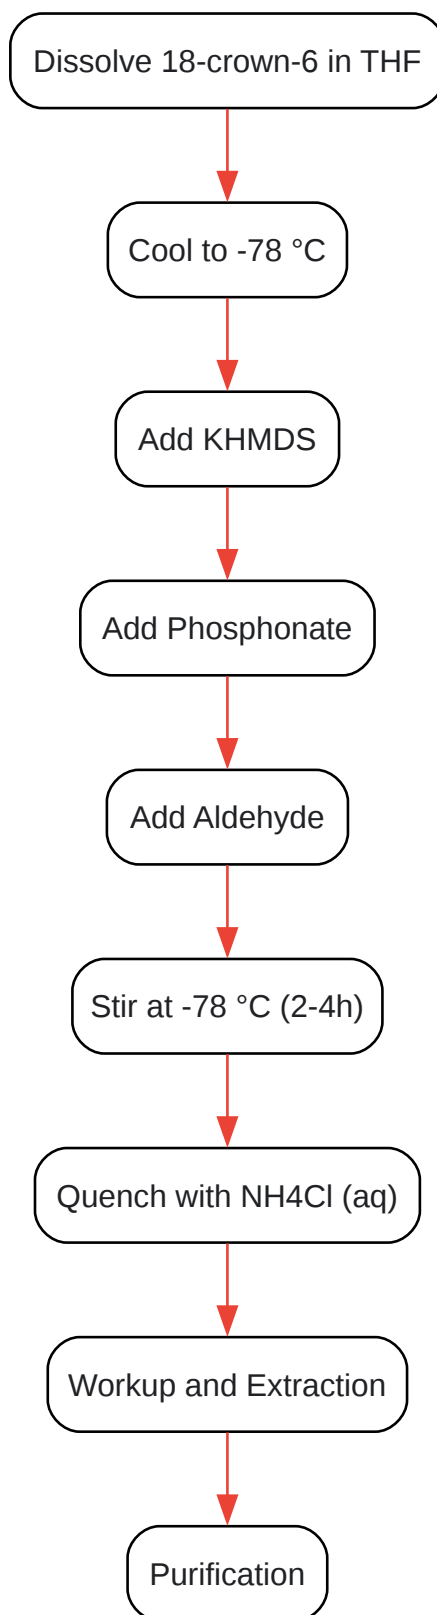 Dissolve 18-crown-6 in THF
Cool to -78 °C
Add KHMDS
Add Phosphonate
Add Aldehyde
Stir at -78 °C (2-4h)
Quench with NH4Cl (aq)
Workup and Extraction
Purification